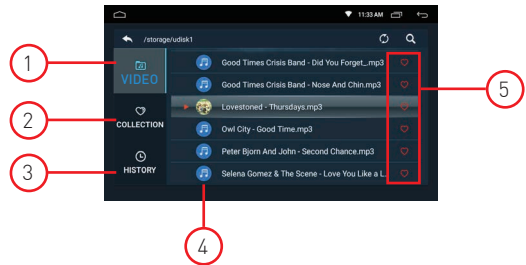 11:33 AM
/storage/udisk1
1
VIDEO
Good Times Crisis Band - Did You Forget_.mp3
Good Times Crisis Band - Nose And Chin.mp3
5
2
COLLECTION
Lovestoned - Thursdays.mp3
Owl City - Good Time.mp3
3
HISTORY
Peter Bjorn And John - Second Chance.mp3
Selena Gomez & The Scene - Love You Like a L..
4